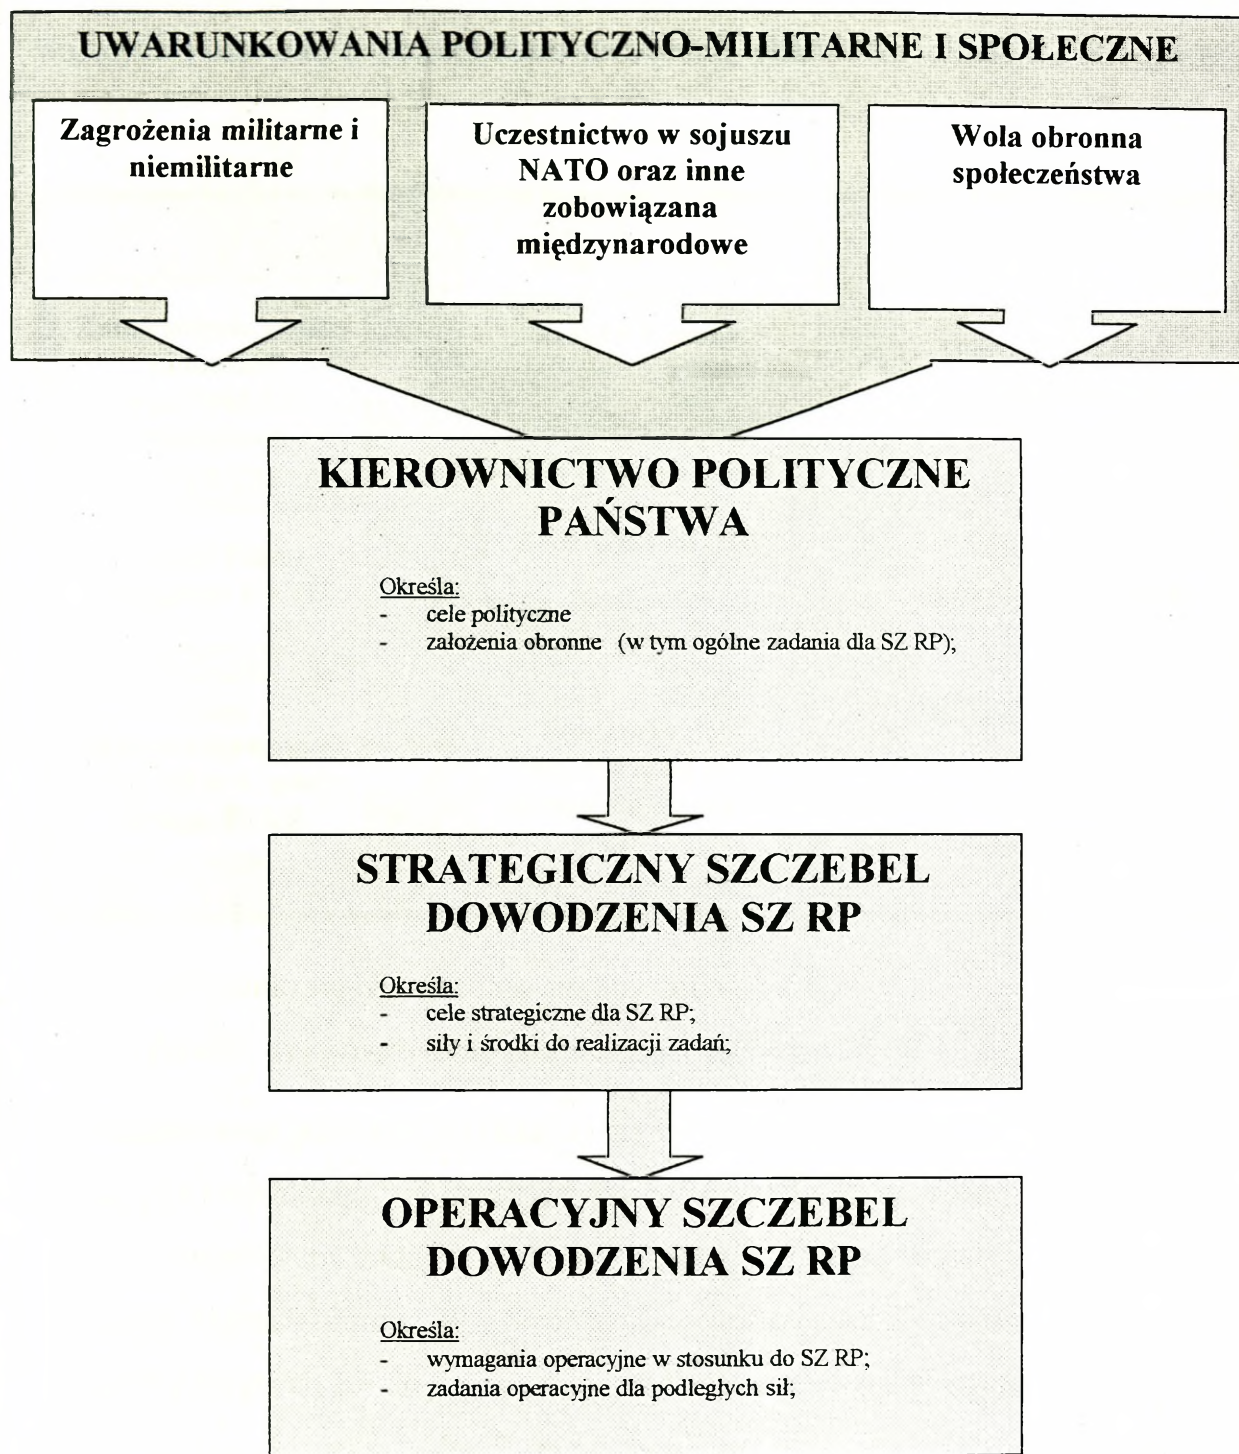 UWARUNKOWANIA POLITYCZNO-MILITARNE I SPOŁECZNE
Zagrożenia militarne i
niemilitarne
Uczestnictwo w sojuszu
NATO oraz inne
zobowiązana
międzynarodowe
Wola obronna
społeczeństwa
KIEROWNICTWO POLITYCZNE
PAŃSTWA
Określa:
- cele polityczne
- założenia obronne (w tym ogólne zadania dla SZ RP);
STRATEGICZNY SZCZEBEL
DOWODZENIA SZ RP
Określa:
- cele strategiczne dla SZ RP;
- siły i środki do realizacji zadań;
OPERACYJNY SZCZEBEL
DOWODZENIA SZ RP
Określa:
- wymagania operacyjne w stosunku do SZ RP;
- zadania operacyjne dla podległych sił;